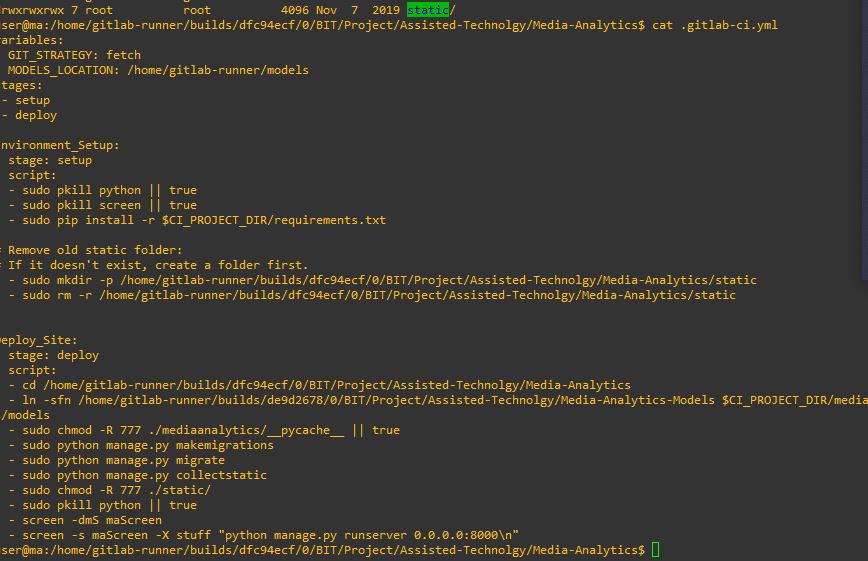 rwxrwxrwx 7 root root 4096 Nov 7 2019 static/
ser@ma:/home/gitlab-runner/builds/dfc94ecf/0/BIT/Project/Assisted-Technolgy/Media-Analytics$ cat .gitlab-ci.yml
ariables:
GIT_STRATEGY: fetch
MODELS_LOCATION: /home/gitlab-runner/models
tages:
- setup
- deploy
nvironment_Setup:
stage: setup
script:
- sudo pkill python || true
- sudo pkill screen || true
- sudo pip install -r $CI_PROJECT_DIR/requirements.txt
# Remove old static folder:
# If it doesn't exist, create a folder first.
- sudo mkdir -p /home/gitlab-runner/builds/dfc94ecf/0/BIT/Project/Assisted-Technolgy/Media-Analytics/static
- sudo rm -r /home/gitlab-runner/builds/dfc94ecf/0/BIT/Project/Assisted-Technolgy/Media-Analytics/static
eploy_Site:
stage: deploy
script:
- cd /home/gitlab-runner/builds/dfc94ecf/0/BIT/Project/Assisted-Technolgy/Media-Analytics
- ln -sfn /home/gitlab-runner/builds/de9d2678/0/BIT/Project/Assisted-Technolgy/Media-Analytics-Models $CI_PROJECT_DIR/media
/models
- sudo chmod -R 777 ./mediaanalytics/__pycache__ || true
- sudo python manage.py makemigrations
- sudo python manage.py migrate
- sudo python manage.py collectstatic
- sudo chmod -R 777 ./static/
- sudo pkill python || true
- screen -dmS maScreen
- screen -s maScreen -X stuff "python manage.py runserver 0.0.0.0:8000\n"
ser@ma:/home/gitlab-runner/builds/dfc94ecf/0/BIT/Project/Assisted-Technolgy/Media-Analytics$